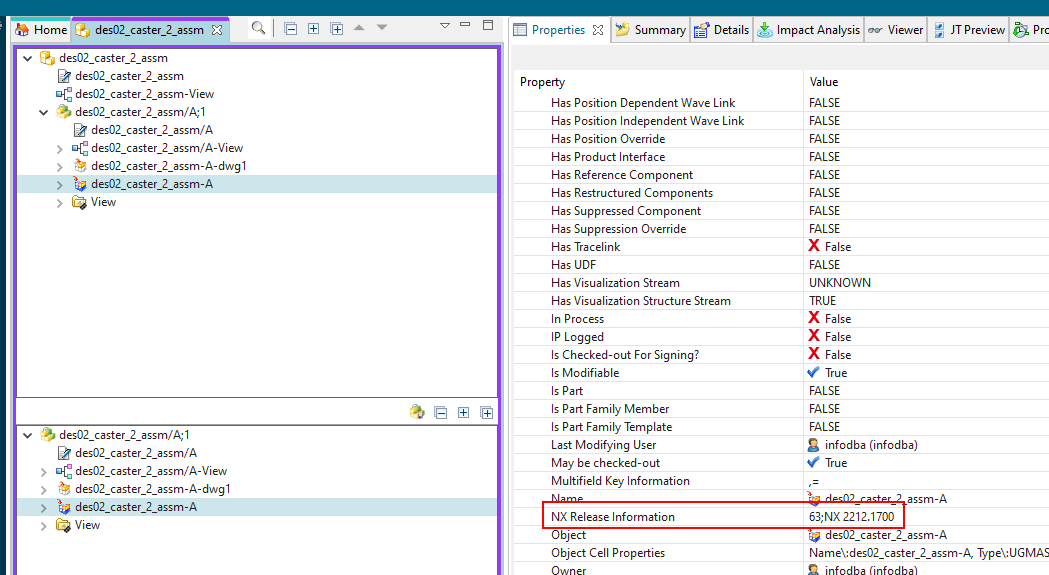 Home des02_caster_2_assm
des02_caster_2_assm
des02_caster_2_assm
des02_caster_2_assm-View
des02_caster_2_assm/A;1
des02_caster_2_assm/A
des02_caster_2_assm/A-View
des02_caster_2_assm-A-dwg1
des02_caster_2_assm-A
View
des02_caster_2_assm/A;1
des02_caster_2_assm/A
des02_caster_2_assm/A-View
des02_caster_2_assm-A-dwg1
des02_caster_2_assm-A
View
Properties Summary Details Impact Analysis Viewer JT Preview Pro
Property Value
Has Position Dependent Wave Link FALSE
Has Position Independent Wave Link FALSE
Has Position Override FALSE
Has Product Interface FALSE
Has Reference Component FALSE
Has Restructured Components FALSE
Has Suppressed Component FALSE
Has Suppression Override FALSE
Has Tracelink False
Has UDF FALSE
Has Visualization Stream UNKNOWN
Has Visualization Structure Stream TRUE
In Process False
IP Logged False
Is Checked-out For Signing? False
Is Modifiable True
Is Part FALSE
Is Part Family Member FALSE
Is Part Family Template FALSE
Last Modifying User infodba (infodba)
May be checked-out True
Multifield Key Information ,=
Name des02_caster_2_assm-A
NX Release Information 63;NX 2212.1700
Object des02_caster_2_assm-A
Object Cell Properties Name\:des02_caster_2_assm-A, Type\:UGMAS
Owner infodba (infodba)